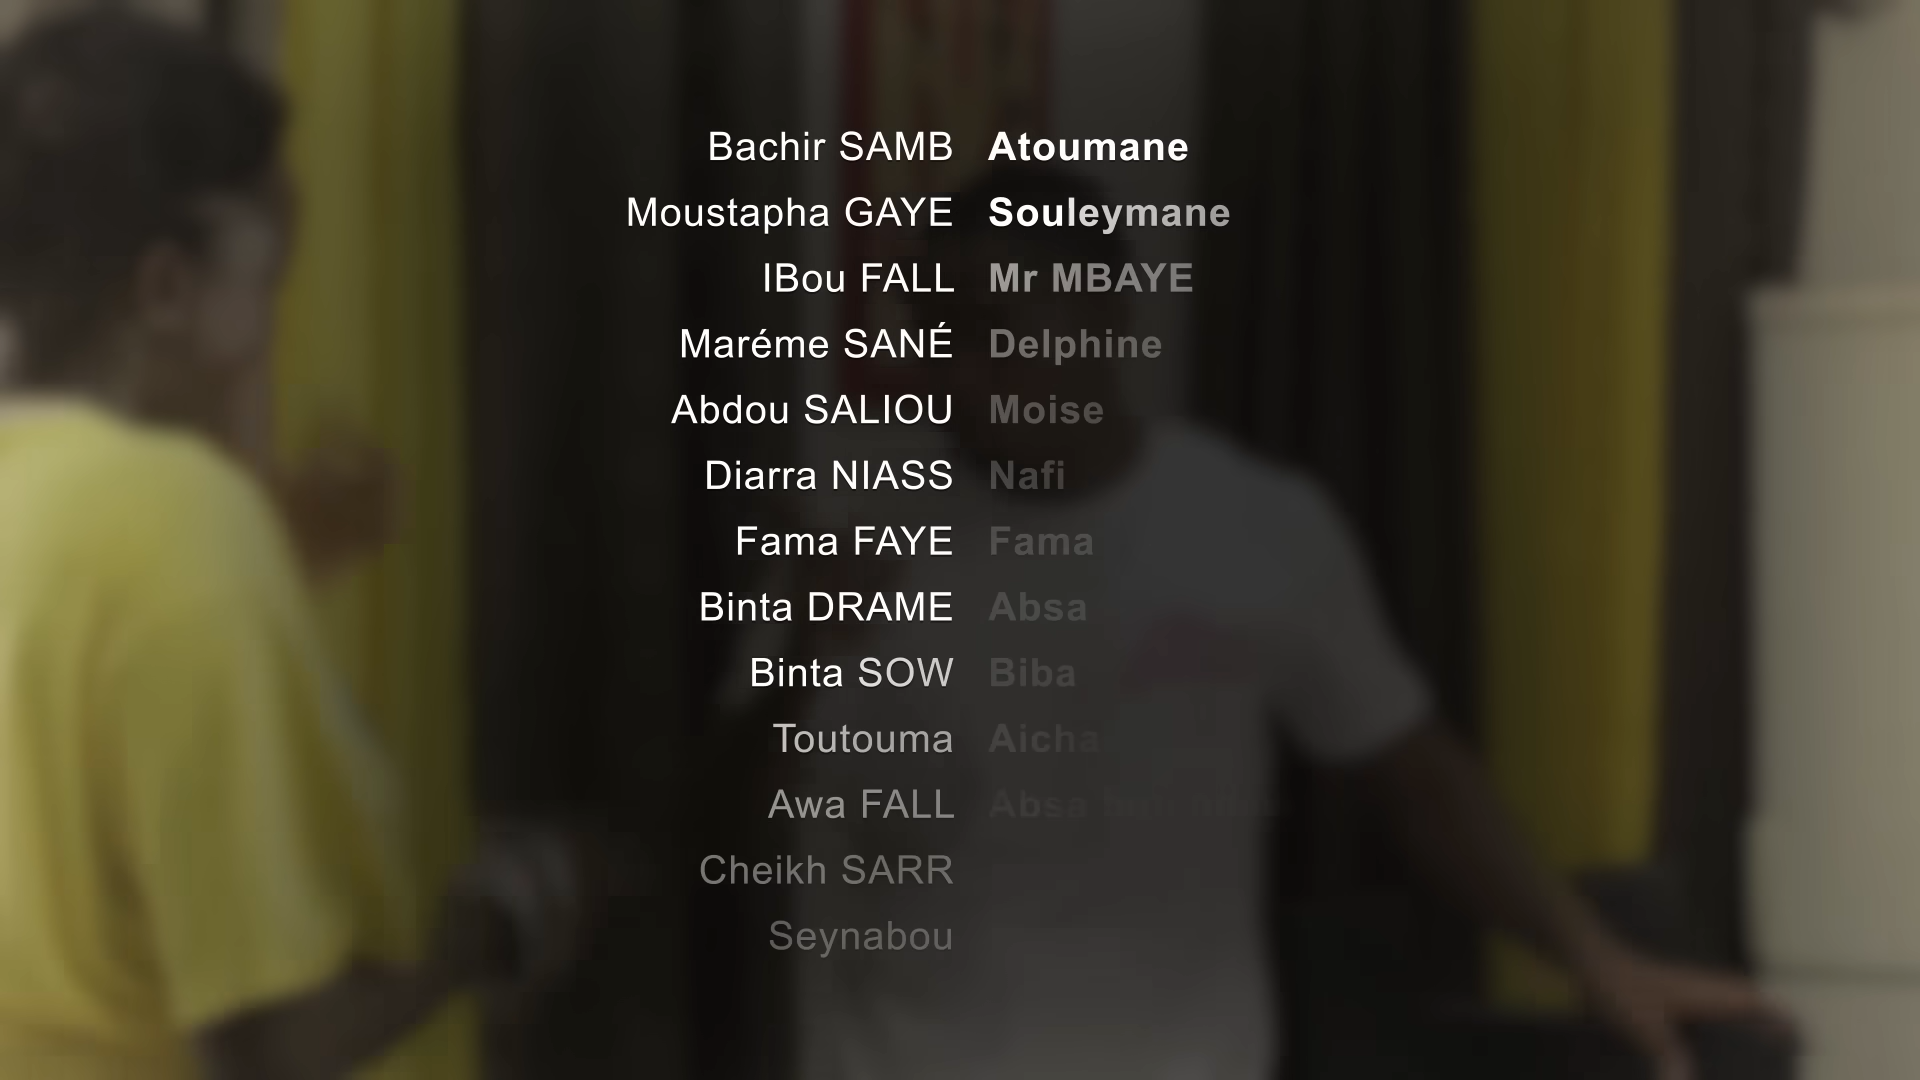 Bachir SAMB Atoumane
Moustapha GAYE Souleymane
IBou FALL Mr MBAYE
Maréme SANÉ Delphine
Abdou SALIOU Moise
Diarra NIASS Nafi
Fama FAYE Fama
Binta DRAME Absa
Binta SOW Biba
Toutouma Aicha
Awa FALL Absa
Cheikh SARR
Seynabou